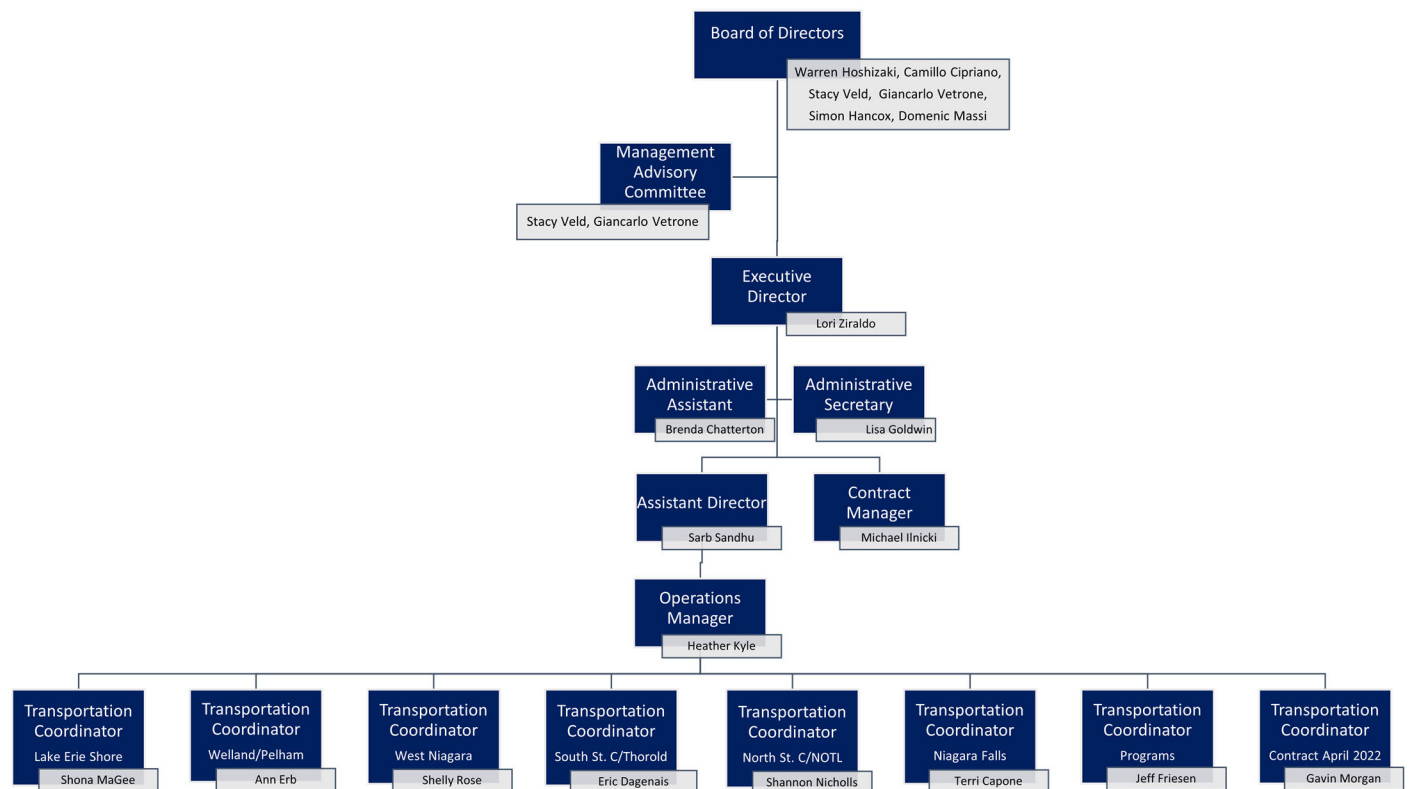 Board of Directors
Warren Hoshizaki, Camillo Cipriano,
Stacy Veld, Giancarlo Vetrone,
Simon Hancox, Domenic Massi
Management
Advisory
Committee
Stacy Veld, Giancarlo Vetrone
Executive
Director
Lori Ziraldo
Administrative
Assistant
Brenda Chatterton
Administrative
Secretary
Lisa Goldwin
Assistant Director
Sarb Sandhu
Contract
Manager
Michael Ilnicki
Operations
Manager
Heather Kyle
Transportation
Coordinator
Lake Erie Shore
Shona MaGee
Transportation
Coordinator
Welland/Pelham
Ann Erb
Transportation
Coordinator
West Niagara
Shelly Rose
Transportation
Coordinator
South St. C/Thorold
Eric Dagenais
Transportation
Coordinator
North St. C/NOTL
Shannon Nicholls
Transportation
Coordinator
Niagara Falls
Terri Capone
Transportation
Coordinator
Programs
Jeff Friesen
Transportation
Coordinator
Contract April 2022
Gavin Morgan